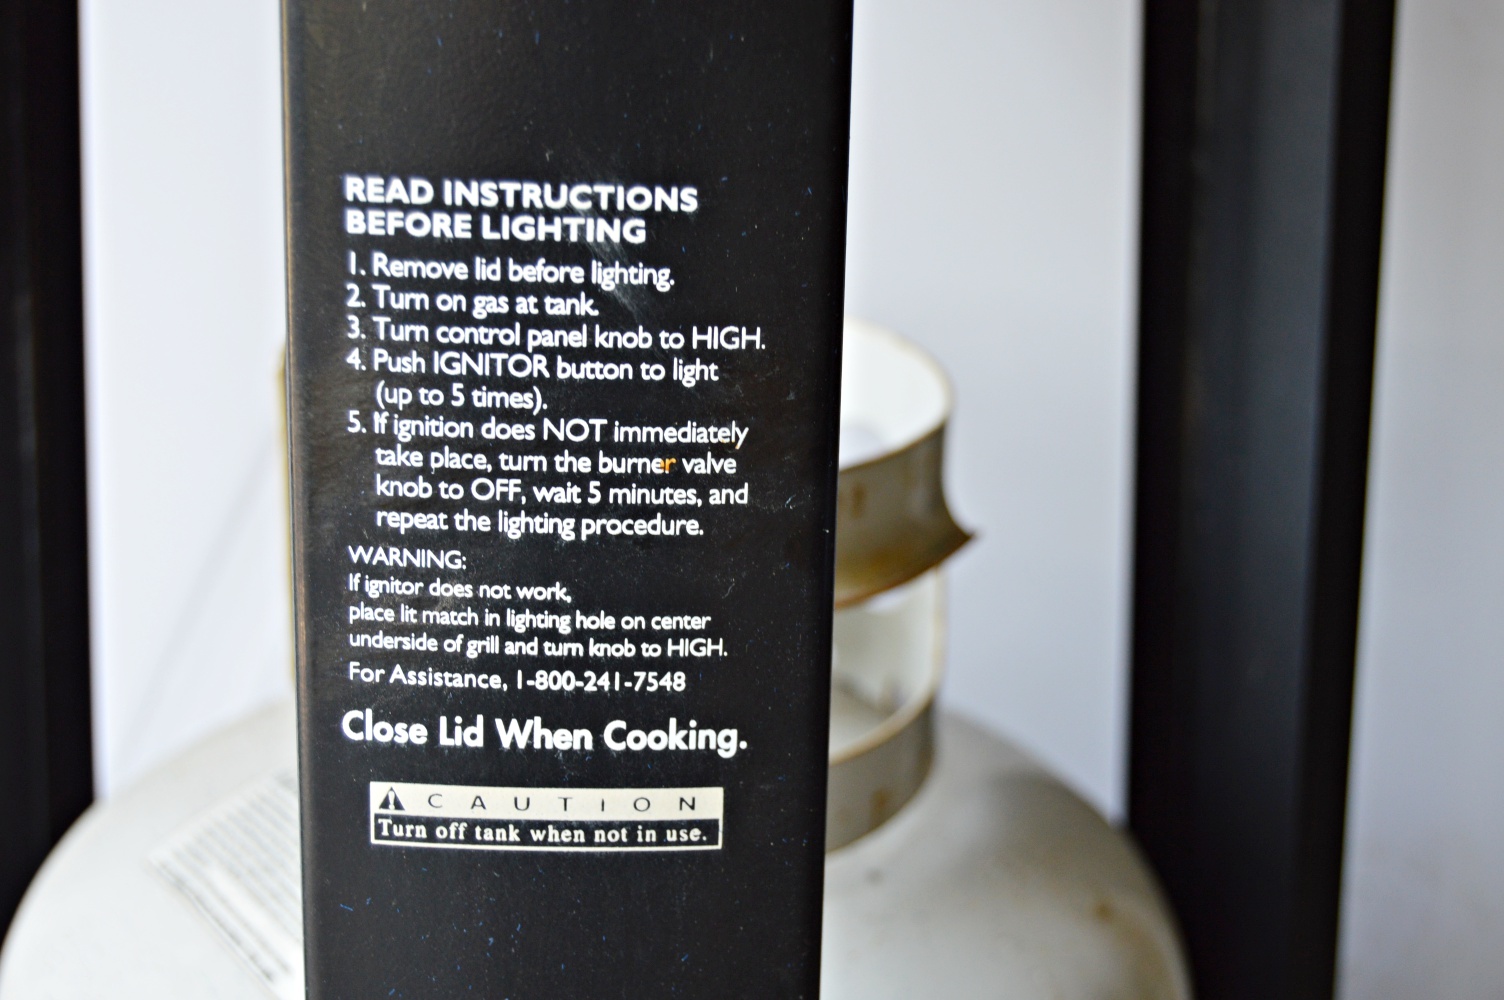 READ INSTRUCTIONS
BEFORE LIGHTING
1. Remove lid before lighting.
2. Turn on gas at tank.
3. Turn control panel knob to HIGH.
4. Push IGNITOR button to light
(up to 5 times).
5. If ignition does NOT immediately
take place, turn the burner valve
knob to OFF, wait 5 minutes, and
repeat the lighting procedure.
WARNING:
If ignitor does not work,
place lit match in lighting hole on center
underside of grill and turn knob to HIGH.
For Assistance, 1-800-241-7548
Close Lid When Cooking.
CAUTION
Turn off tank when not in use.